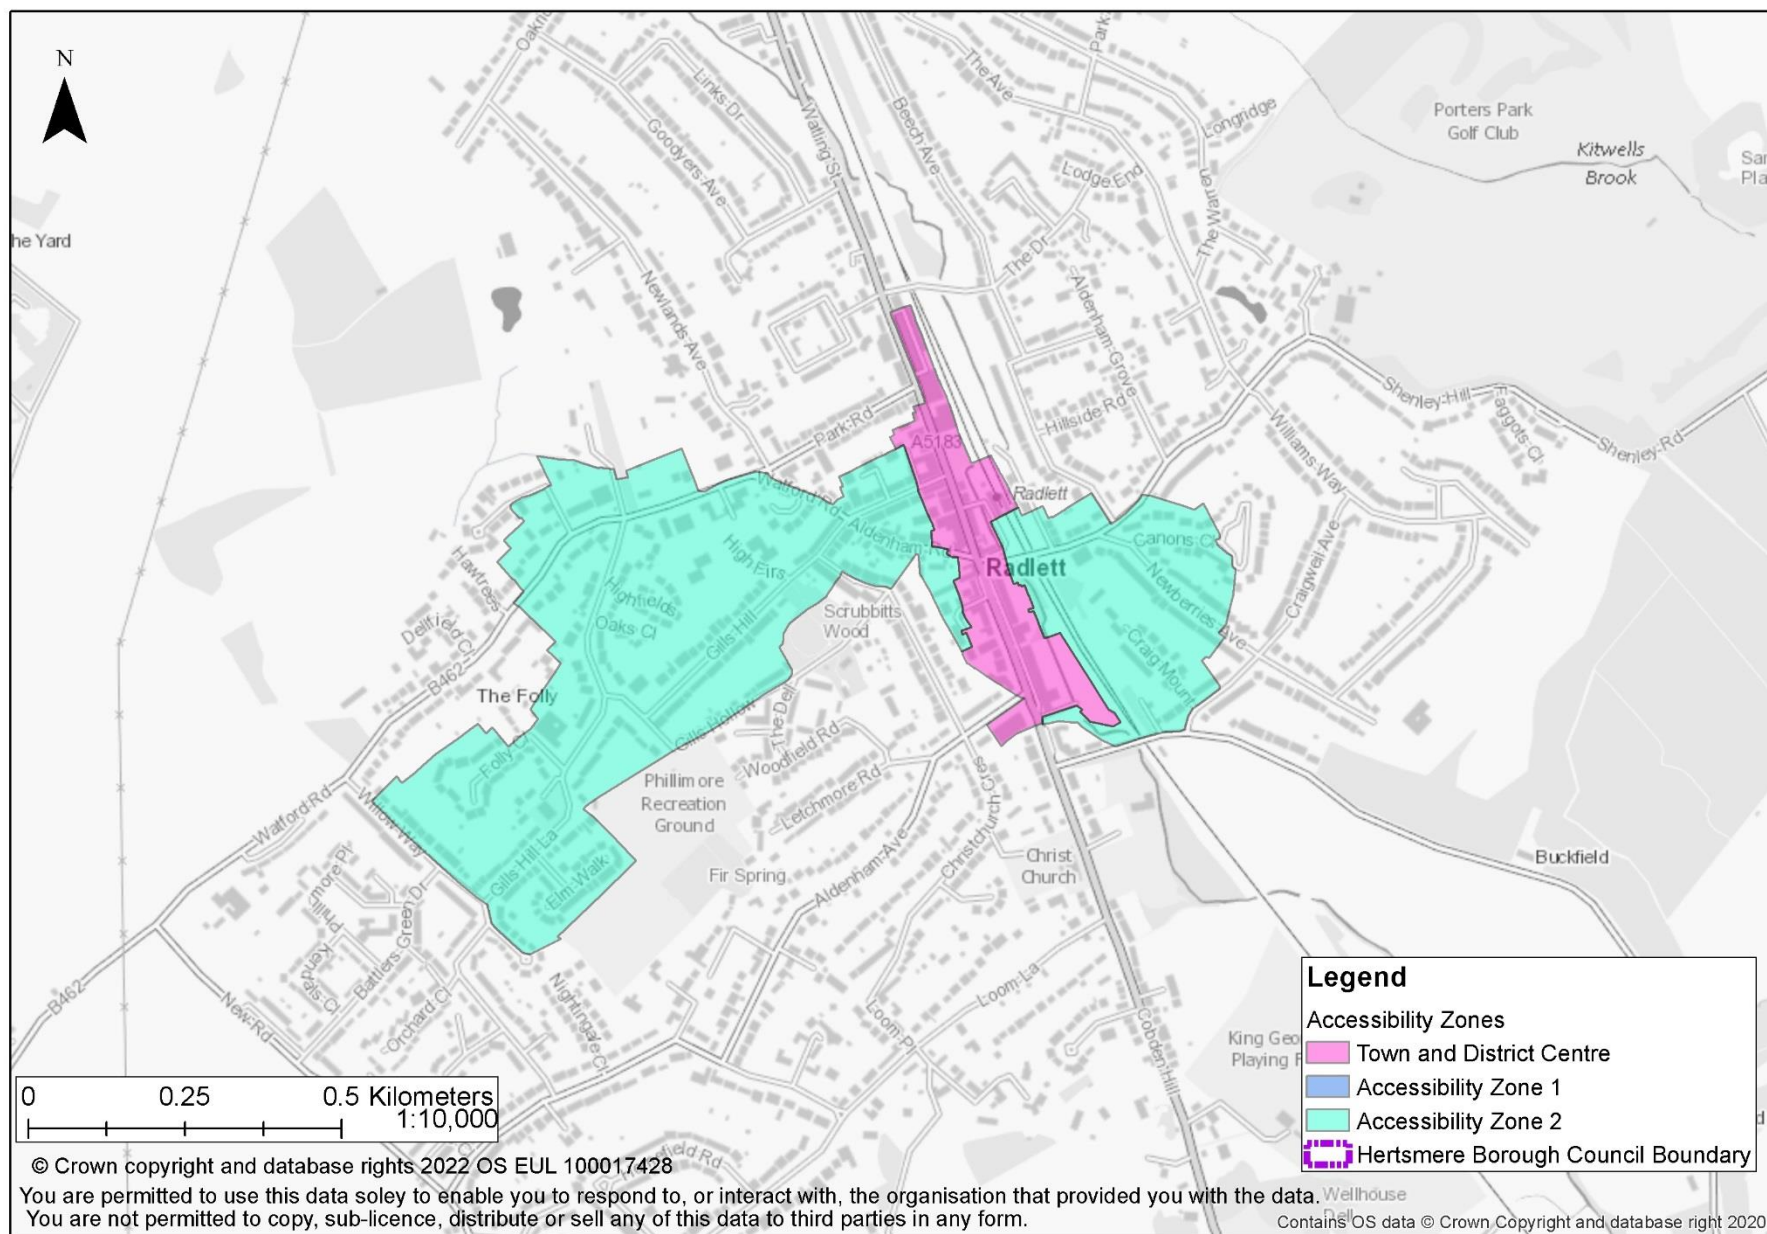 N
Links Dr
Goodyers Ave
Watling St
Beech Ave
The Ave
Longridge
Lodge End
The Warren
Porters Park
Golf Club
Kitwells
Brook
he Yard
Newlands Ave
The Dr
Aldenham Grove
Park Rd
A5183
Hillside Rd
Shenley Hill
Faggots Cl
Shenley Rd
Williams Way
Radlett
Watford Rd
Aldenham
High Firs
Canons Cl
Radlett
Newberries Ave
Craigweil Ave
Hawtrees
Highfields
Oaks Cl
Gills Hill
Scrubbitts
Wood
Craig Mount
Dellfield Cl
B462
The Folly
Gills Hollow
The Dell
Woodfield Rd
Folly Cl
Phillimore
Recreation
Ground
Letchmore Rd
Christchurch Cres
Watford Rd
Willow Way
Gills Hill La
Elm Walk
Fir Spring
Aldenham Ave
Christ
Church
Buckfield
Phillimore Pl
Battlers Green Dr
Kendals Cl
Orchard Cl
Nightingale Cl
B462
New Rd
Loom La
Loom Pl
Cobden Hill
King Geo
Playing F
Legend
Accessibility Zones
Town and District Centre
Accessibility Zone 1
Accessibility Zone 2
Hertsmere Borough Council Boundary
0 0.25 0.5 Kilometers
1:10,000
© Crown copyright and database rights 2022 OS EUL 100017428
You are permitted to use this data soley to enable you to respond to, or interact with, the organisation that provided you with the data.
You are not permitted to copy, sub-licence, distribute or sell any of this data to third parties in any form.
Wellhouse
Dell
Contains OS data © Crown Copyright and database right 2020